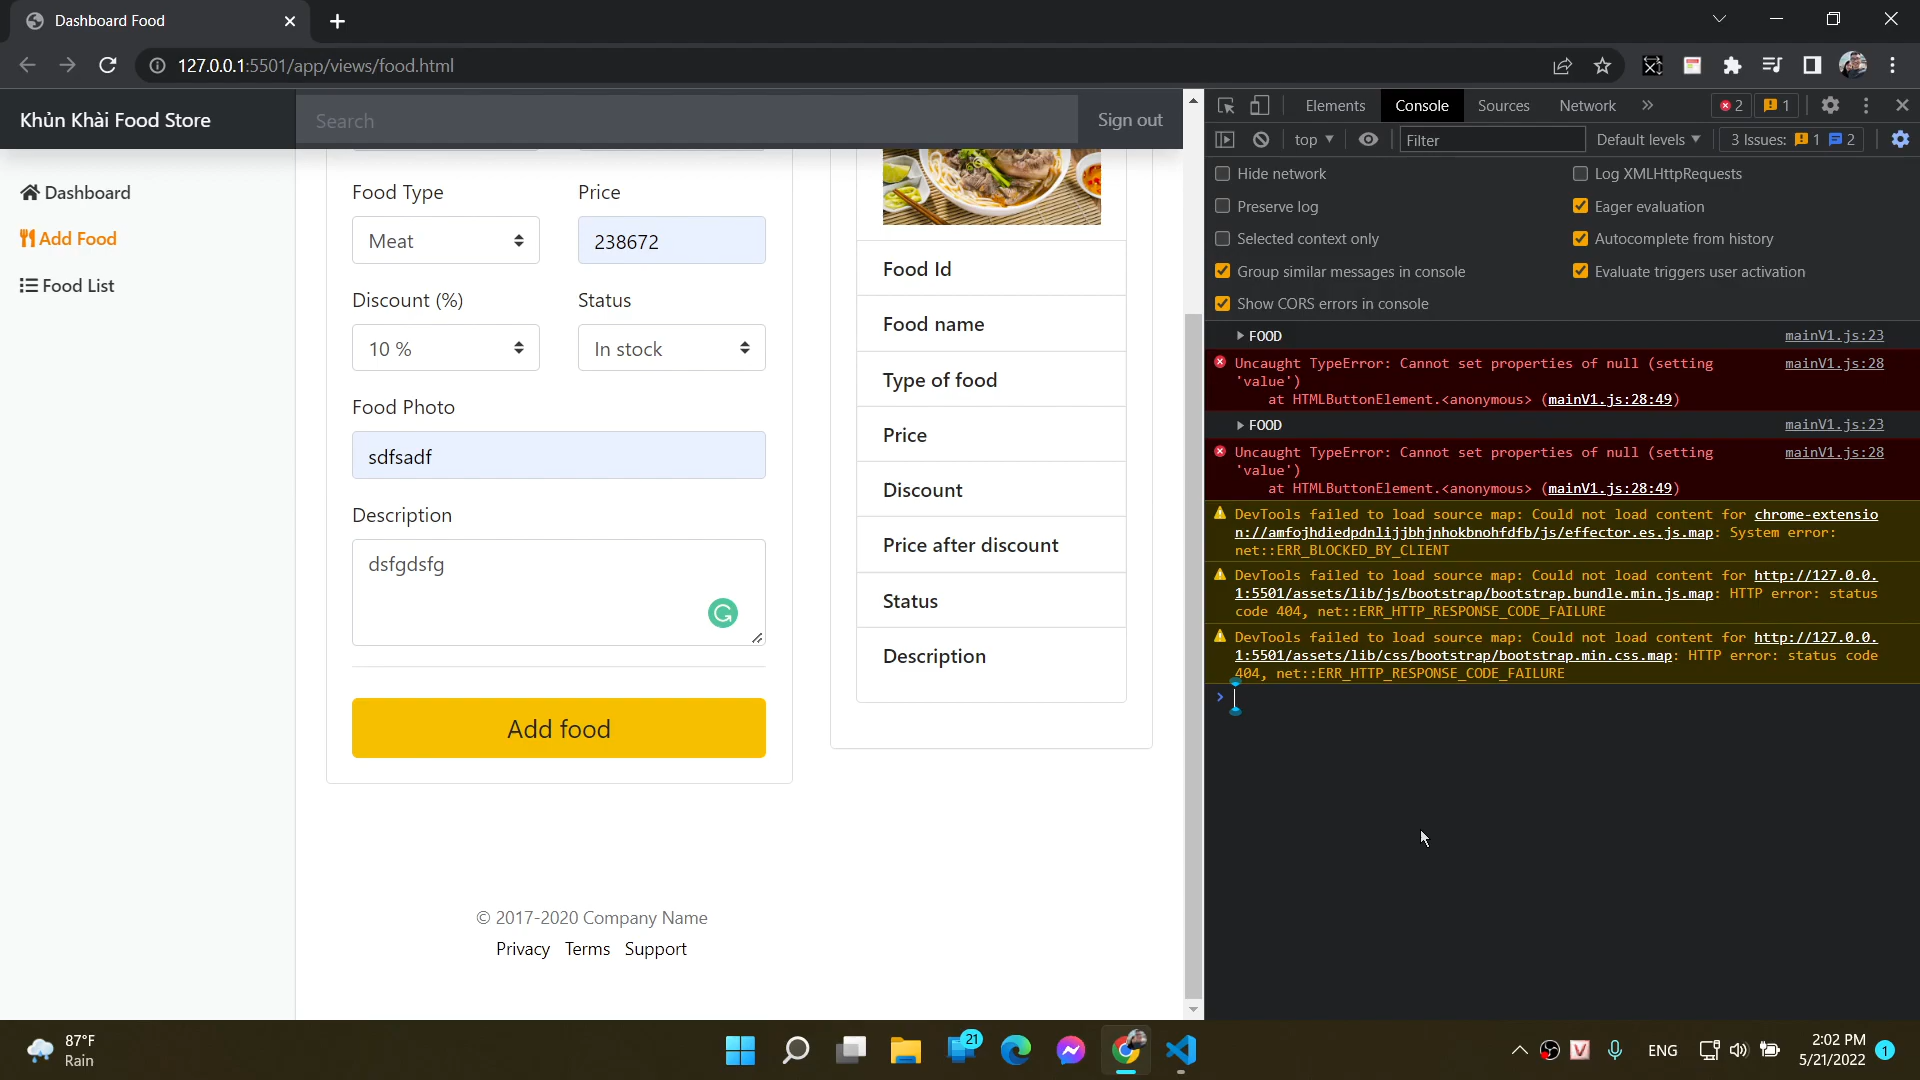 Dashboard Food
127.0.0.1:5501/app/views/food.html
Khủn Khài Food Store
Search
Sign out
Dashboard
Add Food
Food List
Food Type
Price
Meat
238672
Discount (%)
Status
10 %
In stock
Food Photo
sdfsadf
Description
dsfgdsfg
Add food
Food Id
Food name
Type of food
Price
Discount
Price after discount
Status
Description
© 2017-2020 Company Name
Privacy Terms Support
Elements Console Sources Network » 2 1
top Filter Default levels 3 Issues: 1 2
Hide network
Log XMLHttpRequests
Preserve log
Eager evaluation
Selected context only
Autocomplete from history
Group similar messages in console
Evaluate triggers user activation
Show CORS errors in console
FOOD mainV1.js:23
Uncaught TypeError: Cannot set properties of null (setting mainV1.js:28
'value')
at HTMLButtonElement.<anonymous> (mainV1.js:28:49)
FOOD mainV1.js:23
Uncaught TypeError: Cannot set properties of null (setting mainV1.js:28
'value')
at HTMLButtonElement.<anonymous> (mainV1.js:28:49)
DevTools failed to load source map: Could not load content for chrome-extensio
n://amfojhdiedpdnlijjbhjnhokbnohfdfb/js/effector.es.js.map: System error:
net::ERR_BLOCKED_BY_CLIENT
DevTools failed to load source map: Could not load content for http://127.0.0.
1:5501/assets/lib/js/bootstrap/bootstrap.bundle.min.js.map: HTTP error: status
code 404, net::ERR_HTTP_RESPONSE_CODE_FAILURE
DevTools failed to load source map: Could not load content for http://127.0.0.
1:5501/assets/lib/css/bootstrap/bootstrap.min.css.map: HTTP error: status code
404, net::ERR_HTTP_RESPONSE_CODE_FAILURE
87°F
Rain
21
ENG
2:02 PM
5/21/2022
1